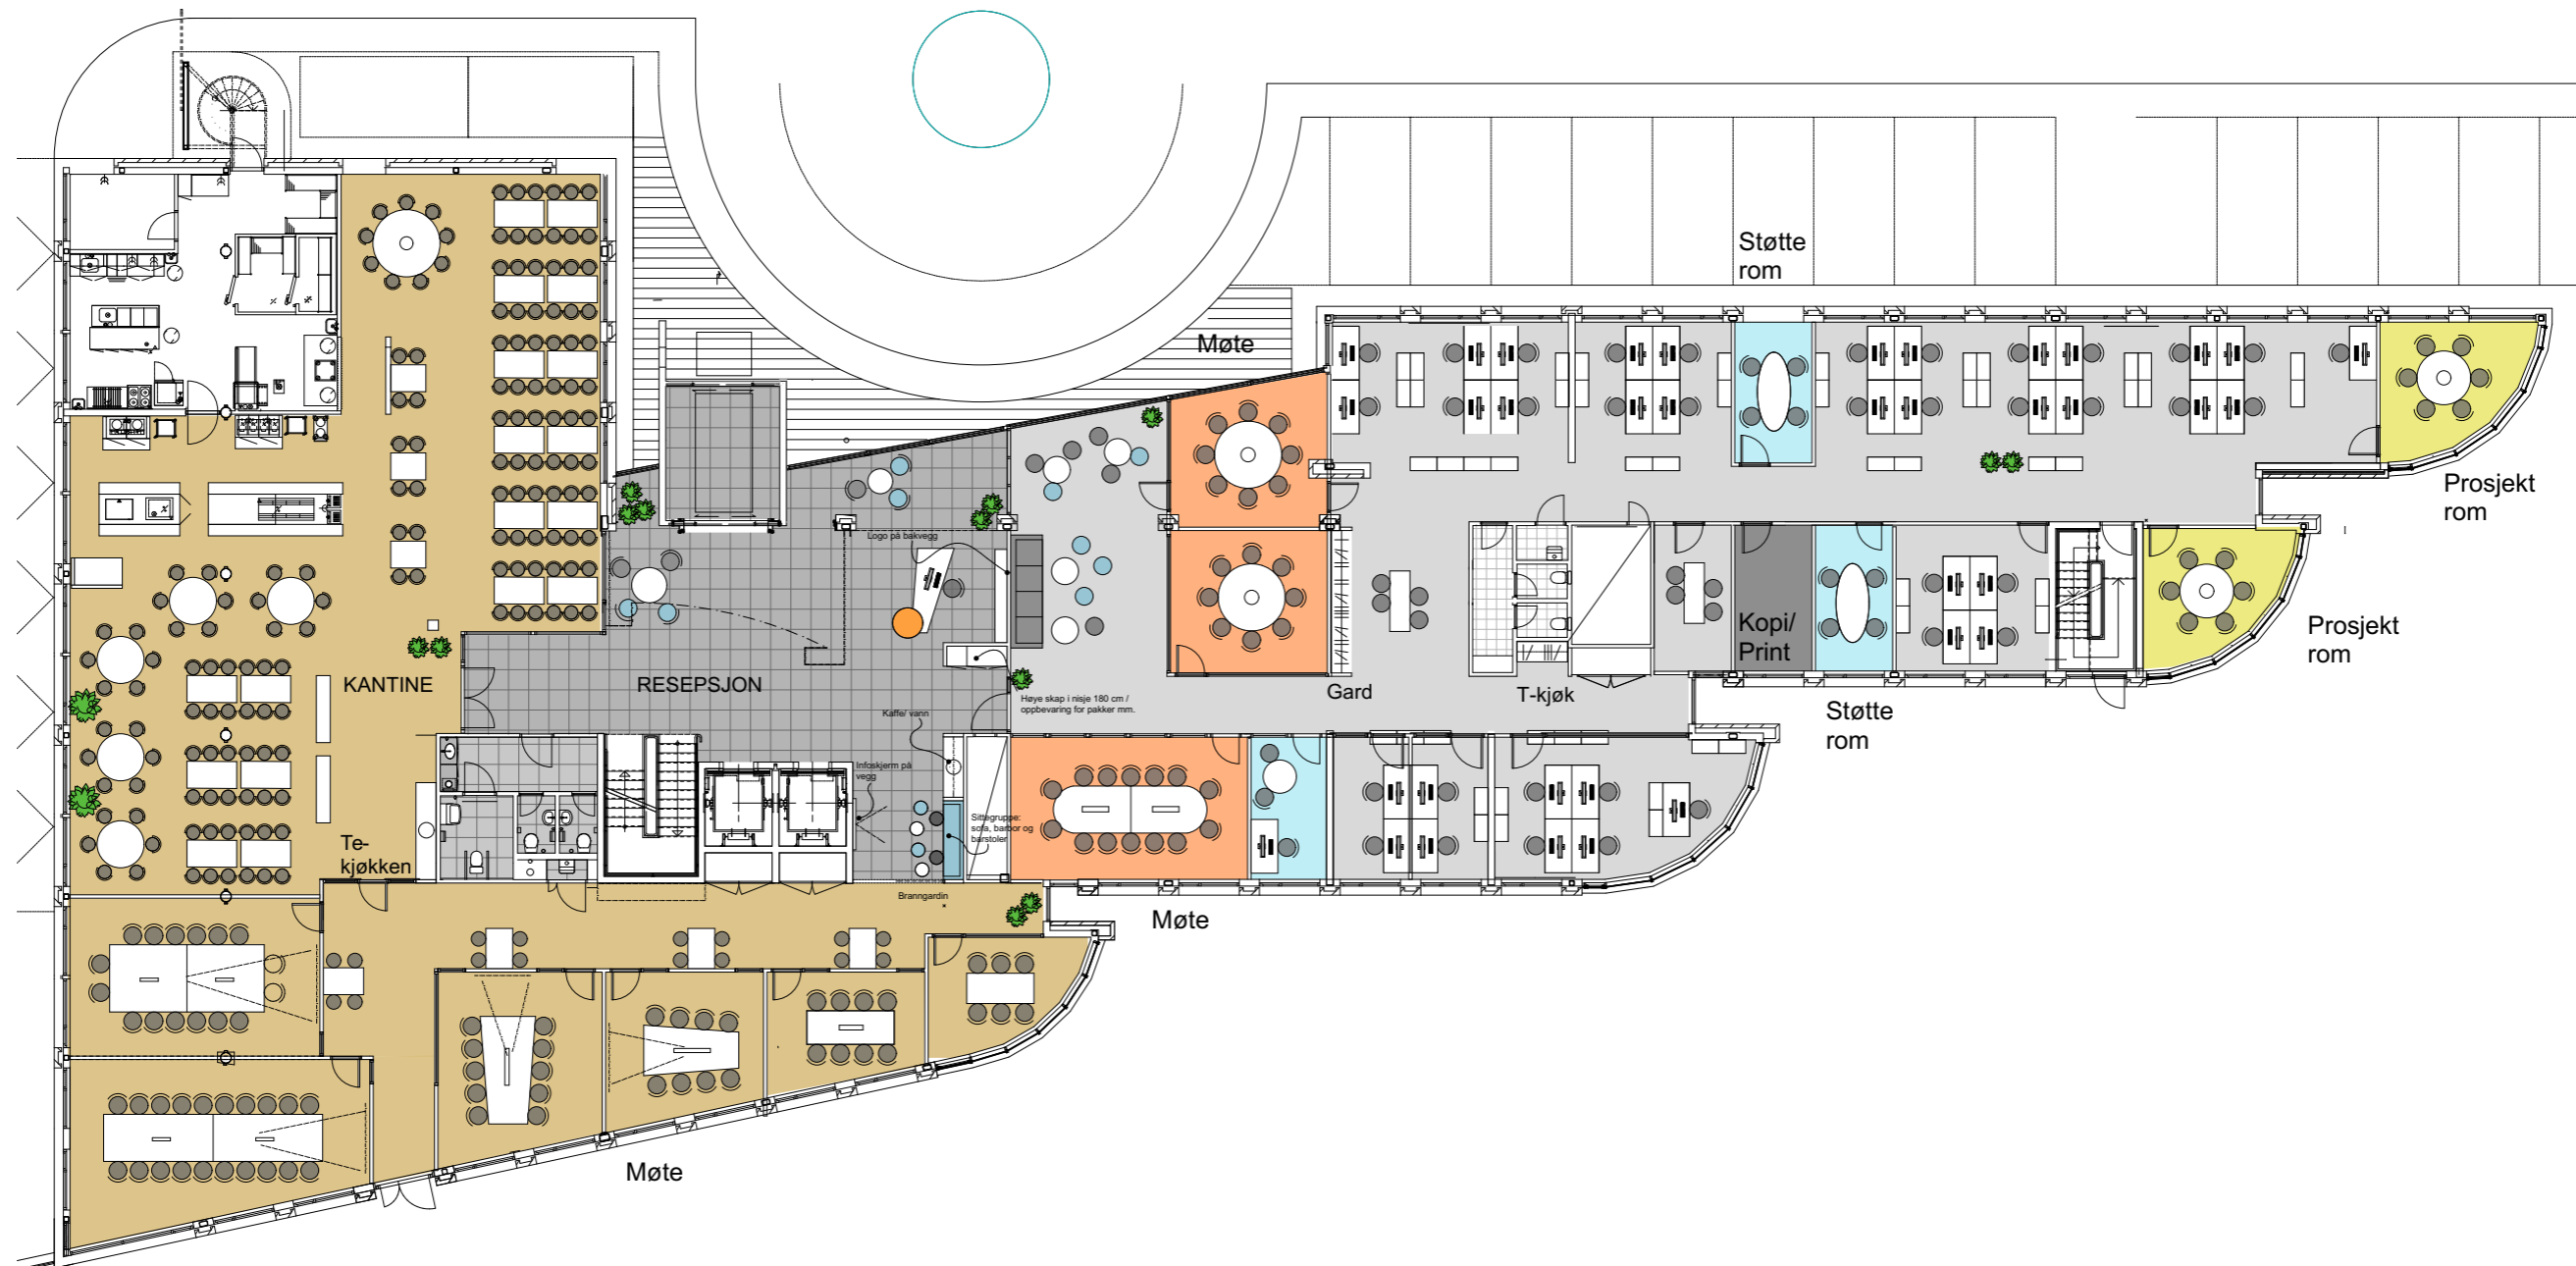 Støtte
rom
Møte
Prosjekt
rom
Logo på bakvegg
Kopi/
Print
Prosjekt
rom
KANTINE
RESEPSJON
Gard
T-kjøk
Høye skap i nisje 180 cm /
oppbevaring for pakker mm.
Kaffe/ vann
Støtte
rom
Infoskjerm på
vegg
Sittegruppe:
sofa, barbor og
barstoler
Te-
kjøkken
Branngardin
Møte
Møte